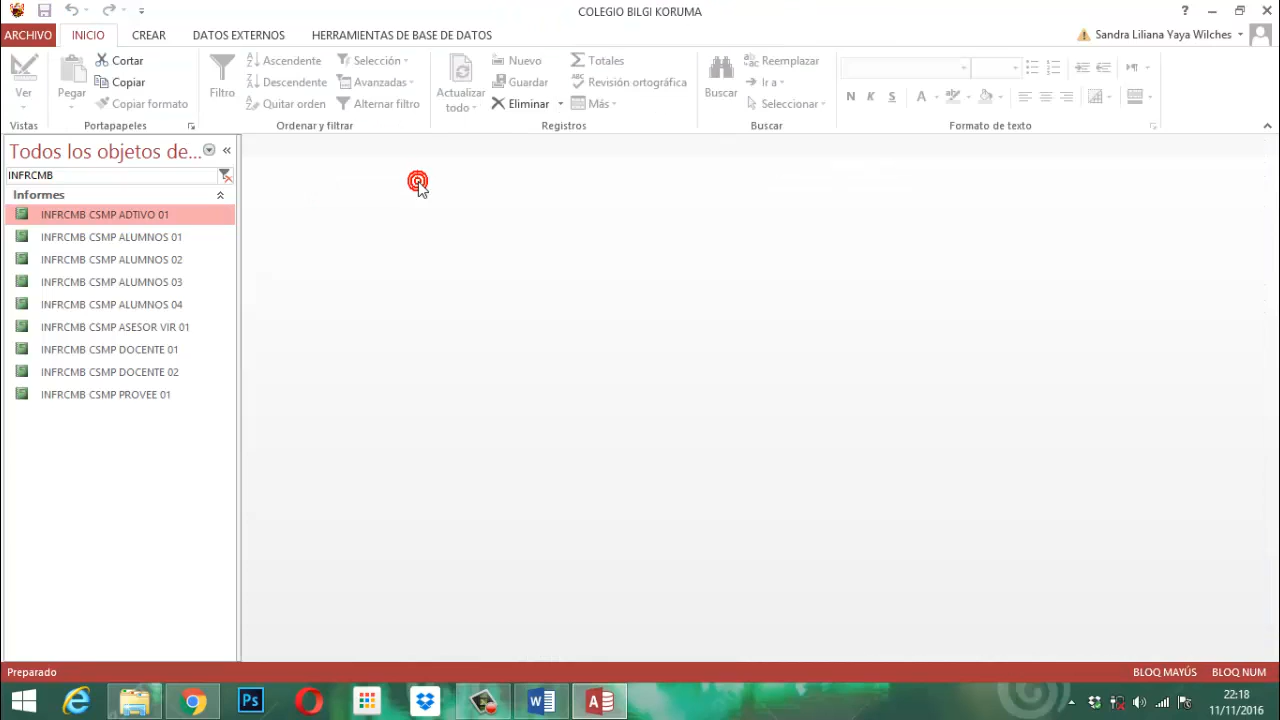 COLEGIO BILGI KORUMA
ARCHIVO INICIO CREAR DATOS EXTERNOS HERRAMIENTAS DE BASE DE DATOS Sandra Liliana Yaya Wilches
Ver
Vistas
Pegar
Cortar
Copiar
Copiar formato
Portapapeles
Filtro
Ascendente
Descendente
Quitar orden
Selección
Avanzadas
Alternar filtro
Ordenar y filtrar
Actualizar
todo
Nuevo
Guardar
Eliminar
Totales
Revisión ortográfica
Más
Registros
Buscar
Reemplazar
Ir a
Seleccionar
Buscar
N K S A
Formato de texto
Todos los objetos de...
INFRCMB
Informes
INFRCMB CSMP ADTIVO 01
INFRCMB CSMP ALUMNOS 01
INFRCMB CSMP ALUMNOS 02
INFRCMB CSMP ALUMNOS 03
INFRCMB CSMP ALUMNOS 04
INFRCMB CSMP ASESOR VIR 01
INFRCMB CSMP DOCENTE 01
INFRCMB CSMP DOCENTE 02
INFRCMB CSMP PROVEE 01
Preparado BLOQ MAYÚS BLOQ NUM
Ps
22:18
11/11/2016